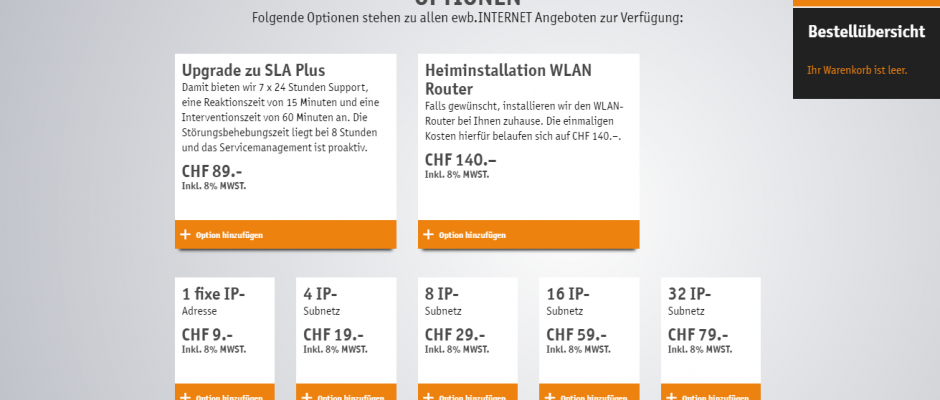 OPTIONEN
Folgende Optionen stehen zu allen ewb.INTERNET Angeboten zur Verfügung:
Bestellübersicht
Ihr Warenkorb ist leer.
Upgrade zu SLA Plus
Damit bieten wir 7 x 24 Stunden Support,
eine Reaktionszeit von 15 Minuten und eine
Interventionszeit von 60 Minuten an. Die
Störungsbehebungszeit liegt bei 8 Stunden
und das Servicemanagement ist proaktiv.
CHF 89.-
Inkl. 8% MWST.
+ Option hinzufügen
Heiminstallation WLAN
Router
Falls gewünscht, installieren wir den WLAN-
Router bei Ihnen zuhause. Die einmaligen
Kosten hierfür belaufen sich auf CHF 140.–.
CHF 140.–
Inkl. 8% MWST.
+ Option hinzufügen
1 fixe IP-
Adresse
CHF 9.-
Inkl. 8% MWST.
+ Option hinzufügen
4 IP-
Subnetz
CHF 19.-
Inkl. 8% MWST.
+ Option hinzufügen
8 IP-
Subnetz
CHF 29.-
Inkl. 8% MWST.
+ Option hinzufügen
16 IP-
Subnetz
CHF 59.-
Inkl. 8% MWST.
+ Option hinzufügen
32 IP-
Subnetz
CHF 79.-
Inkl. 8% MWST.
+ Option hinzufügen